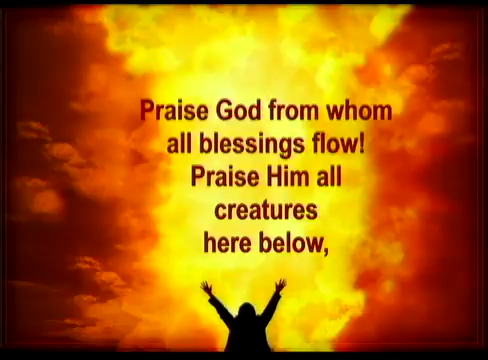 Praise God from whom
all blessings flow!
Praise Him all
creatures
here below,